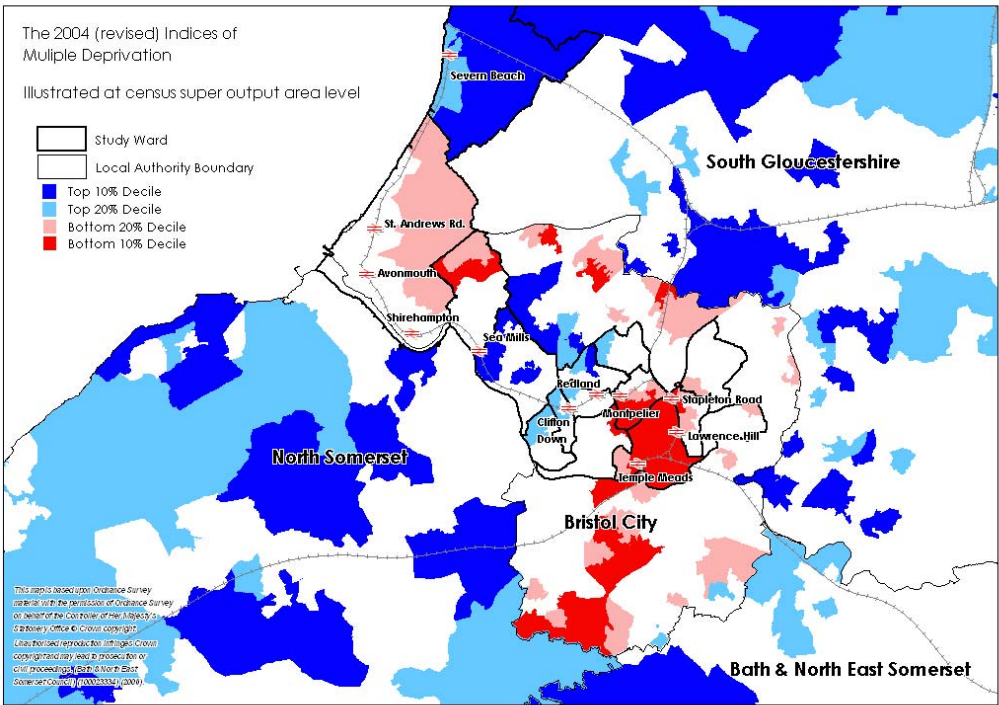 The 2004 (revised) Indices of
Muliple Deprivation
Illustrated at census super output area level
Study Ward
Local Authority Boundary
Top 10% Decile
Top 20% Decile
Bottom 20% Decile
Bottom 10% Decile
Severn Beach
South Gloucestershire
St. Andrews Rd.
Avonmouth
Shirehampton
Sea Mills
Redland
Stapleton Road
Montpelier
Clifton
Down
Lawrence Hill
North Somerset
Temple Meads
Bristol City
This map is based upon Ordnance Survey
material with the permission of Ordnance Survey
on behalf of the Controller of Her Majesty's
Stationery Office © Crown copyright.
Unauthorised reproduction infringes Crown
copyright and may lead to prosecution or
civil proceedings. (Bath & North East
Somerset Council) (100023334) (2006).
Bath & North East Somerset